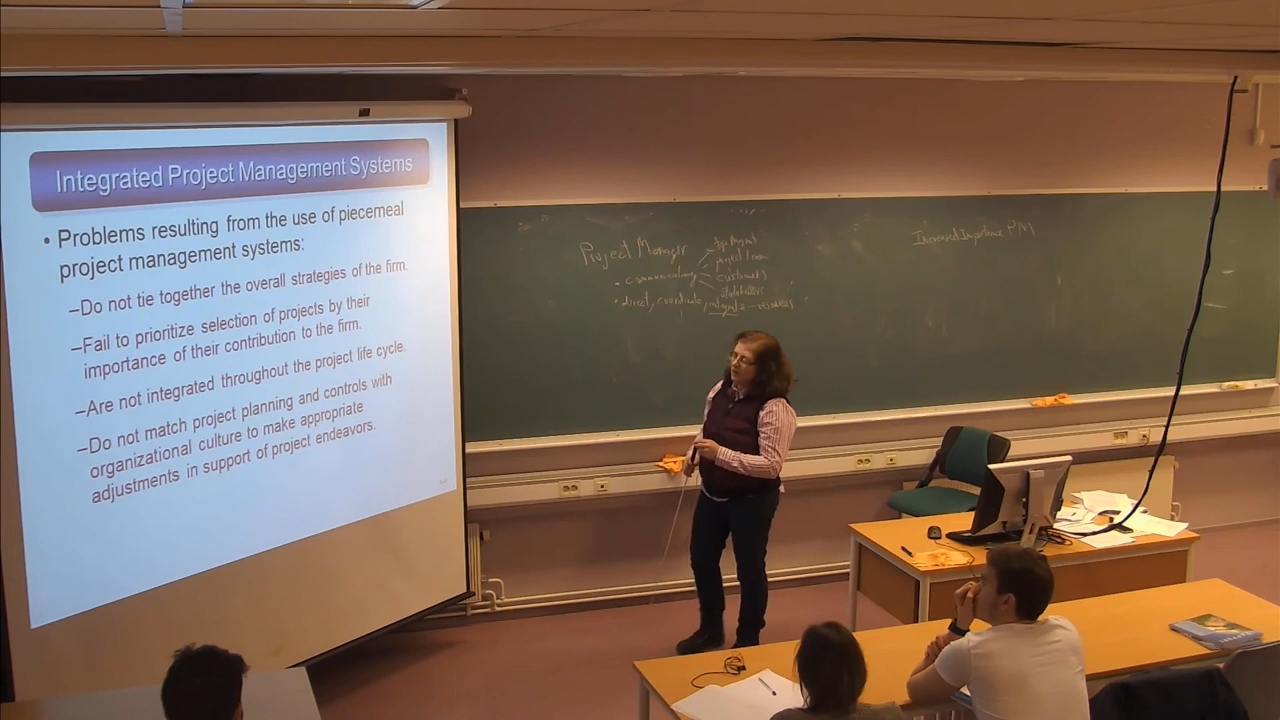 Integrated Project Management Systems
• Problems resulting from the use of piecemeal
project management systems:
–Do not tie together the overall strategies of the firm.
–Fail to prioritize selection of projects by their
importance of their contribution to the firm.
–Are not integrated throughout the project life cycle.
–Do not match project planning and controls with
organizational culture to make appropriate
adjustments in support of project endeavors.
Project Manager
top Mgmt
project team
• communicating
customers
stakeholders
• direct, coordinate, integrate
Increased Importance PM